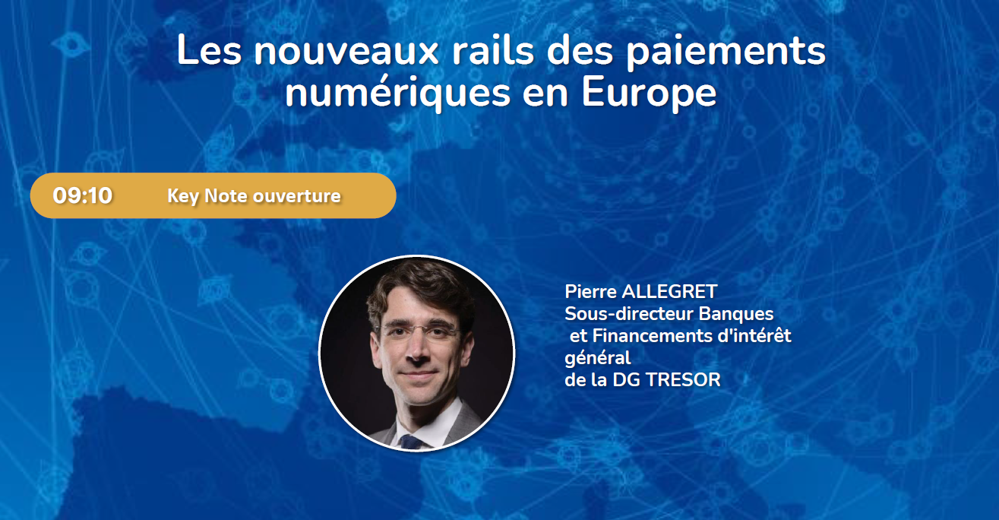 Les nouveaux rails des paiements
numériques en Europe
09:10 Key Note ouverture
Pierre ALLEGRET
Sous-directeur Banques
et Financements d'intérêt
général
de la DG TRESOR